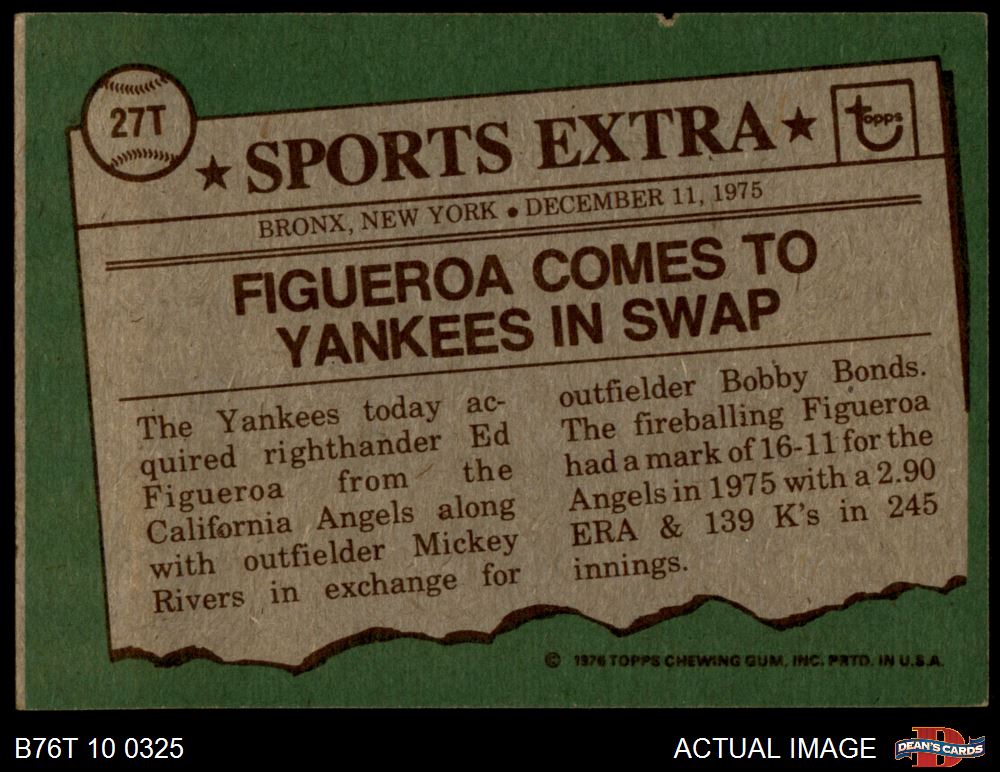 27T
★ SPORTS EXTRA ★
topps
BRONX, NEW YORK • DECEMBER 11, 1975
FIGUEROA COMES TO
YANKEES IN SWAP
The Yankees today ac-
quired righthander Ed
Figueroa from the
California Angels along
with outfielder Mickey
Rivers in exchange for
outfielder Bobby Bonds.
The fireballing Figueroa
had a mark of 16-11 for the
Angels in 1975 with a 2.90
ERA & 139 K's in 245
innings.
© 1976 TOPPS CHEWING GUM, INC. PRTD. IN U.S.A.
B76T 10 0325
ACTUAL IMAGE
D
DEAN'S CARDS